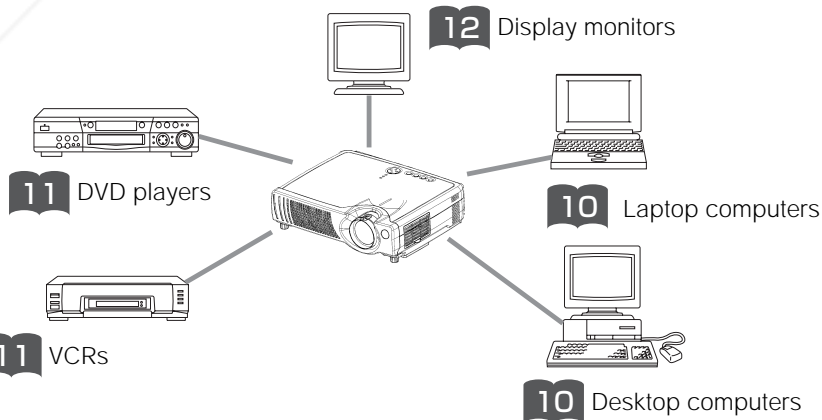 12 Display monitors
11 DVD players
10 Laptop computers
11 VCRs
10 Desktop computers